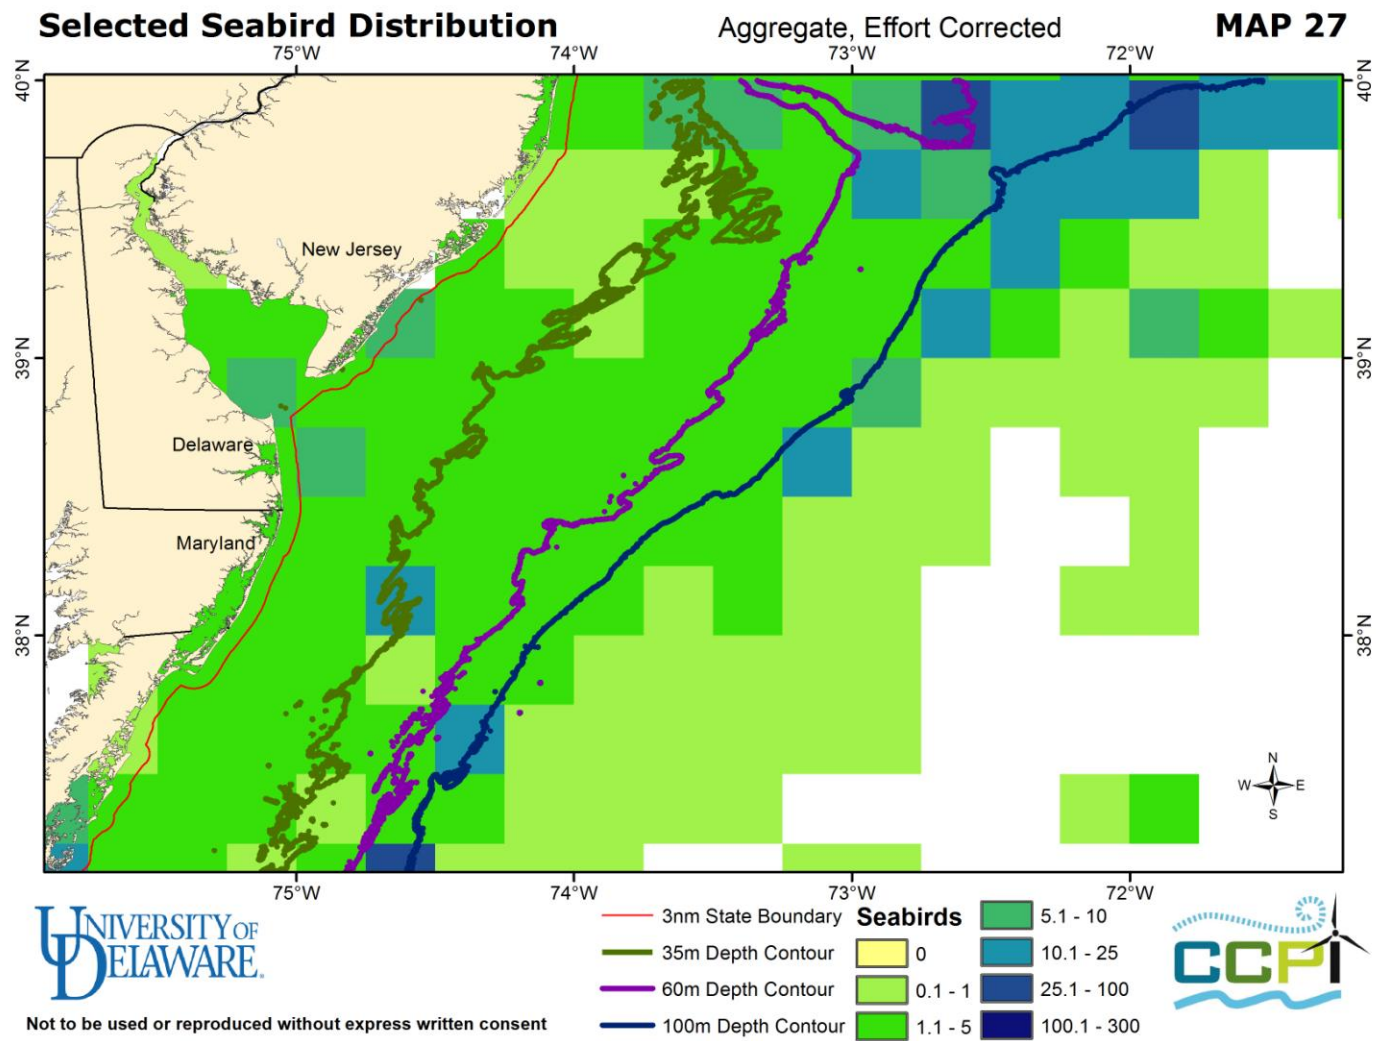 Selected Seabird Distribution
Aggregate, Effort Corrected
MAP 27
75°W
74°W
73°W
72°W
40°N
40°N
39°N
39°N
38°N
38°N
New Jersey
Delaware
Maryland
N
W E
S
75°W
74°W
73°W
72°W
UNIVERSITY OF
DELAWARE.
Not to be used or reproduced without express written consent
3nm State Boundary
35m Depth Contour
60m Depth Contour
100m Depth Contour
Seabirds
0
0.1 - 1
1.1 - 5
5.1 - 10
10.1 - 25
25.1 - 100
100.1 - 300
CCPI